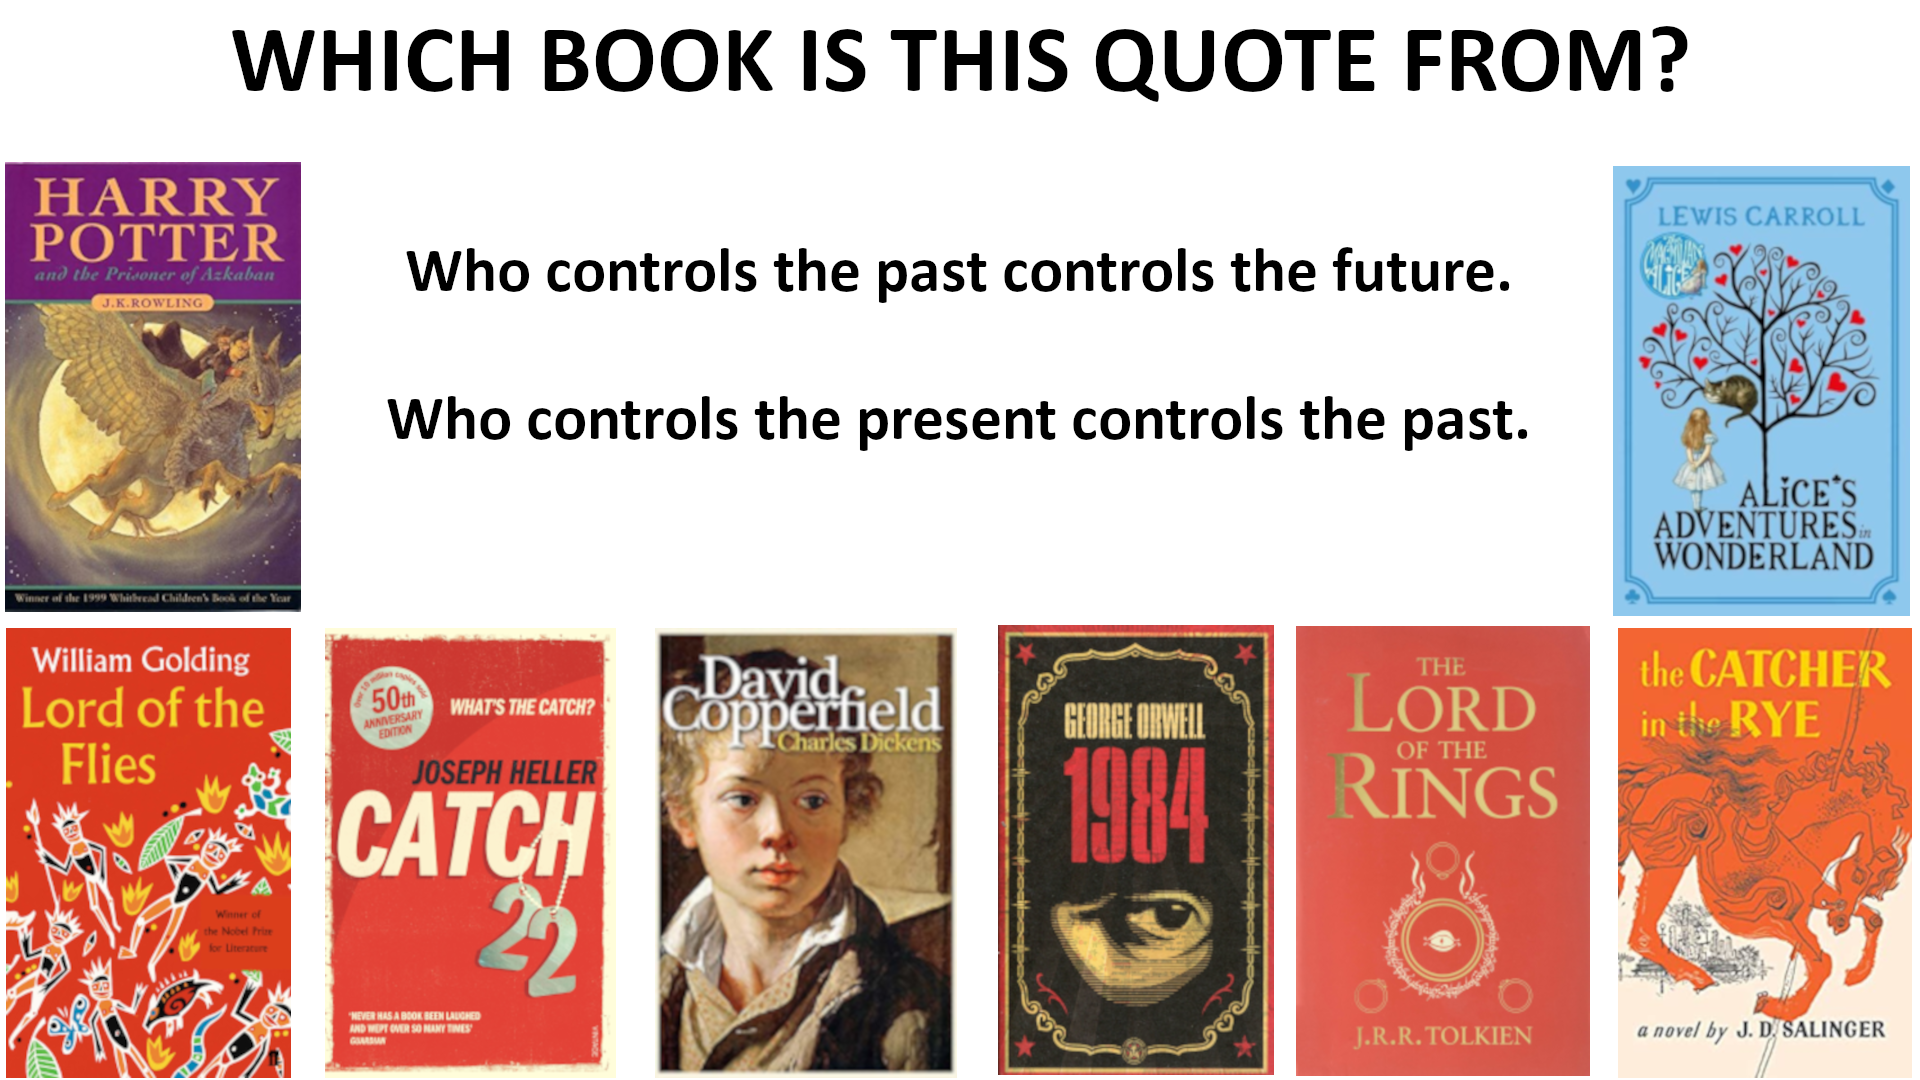 WHICH BOOK IS THIS QUOTE FROM?
HARRY
POTTER
and the Prisoner of Azkaban
J.K.ROWLING
Winner of the 1999 Whitbread Children's Book of the Year
Who controls the past controls the future.
Who controls the present controls the past.
LEWIS CARROLL
ALiCE'S
ADVENTURES in
WONDERLAND
William Golding
Lord of the
Flies
Winner of
the Nobel Prize
for Literature
Over 10 million copies sold
50th
ANNIVERSARY
EDITION
WHAT'S THE CATCH?
JOSEPH HELLER
CATCH
22
'NEVER HAS A BOOK BEEN LAUGHED
AND WEPT OVER SO MANY TIMES'
GUARDIAN
David
Copperfield
Charles Dickens
GEORGE ORWELL
1984
THE
LORD
OF THE
RINGS
J.R.R. TOLKIEN
the CATCHER
in the RYE
a novel by J. D. SALINGER